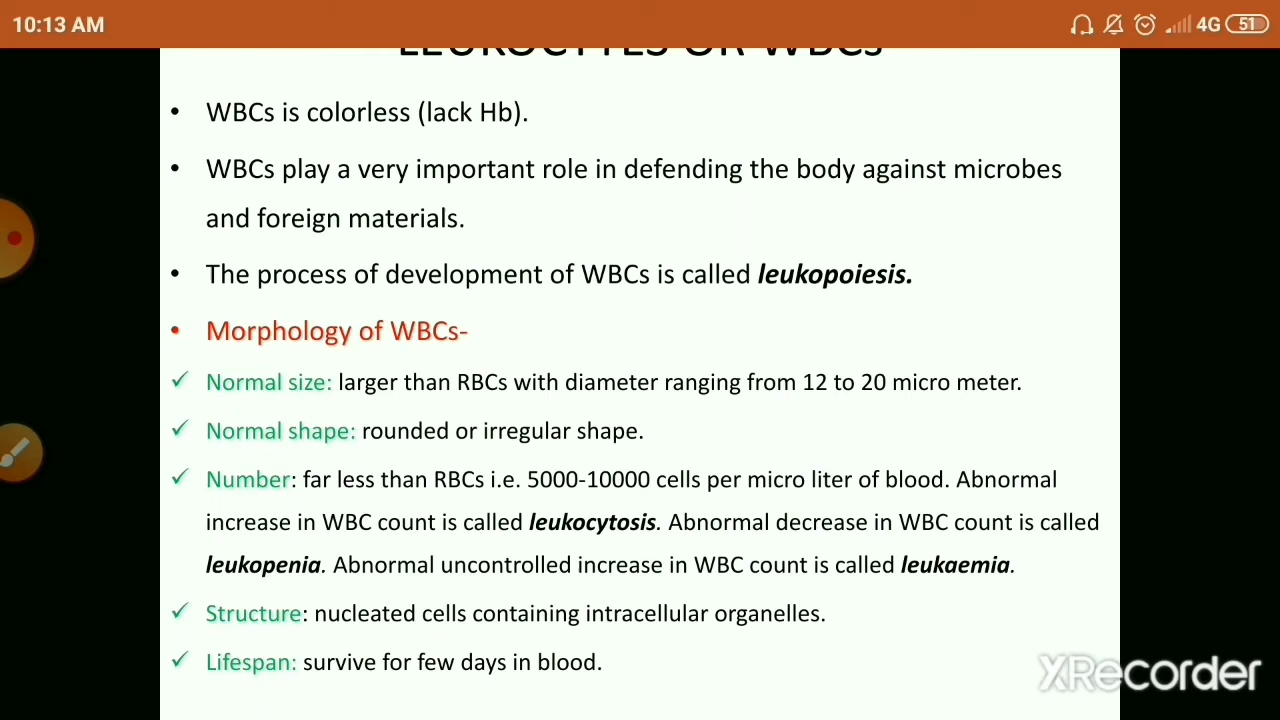 10:13 AM
4G 51
LEUKOCYTES OR WBCs
• WBCs is colorless (lack Hb).
• WBCs play a very important role in defending the body against microbes
and foreign materials.
• The process of development of WBCs is called leukopoiesis.
• Morphology of WBCs-
✓ Normal size: larger than RBCs with diameter ranging from 12 to 20 micro meter.
✓ Normal shape: rounded or irregular shape.
✓ Number: far less than RBCs i.e. 5000-10000 cells per micro liter of blood. Abnormal
increase in WBC count is called leukocytosis. Abnormal decrease in WBC count is called
leukopenia. Abnormal uncontrolled increase in WBC count is called leukaemia.
✓ Structure: nucleated cells containing intracellular organelles.
✓ Lifespan: survive for few days in blood.
XRecorder